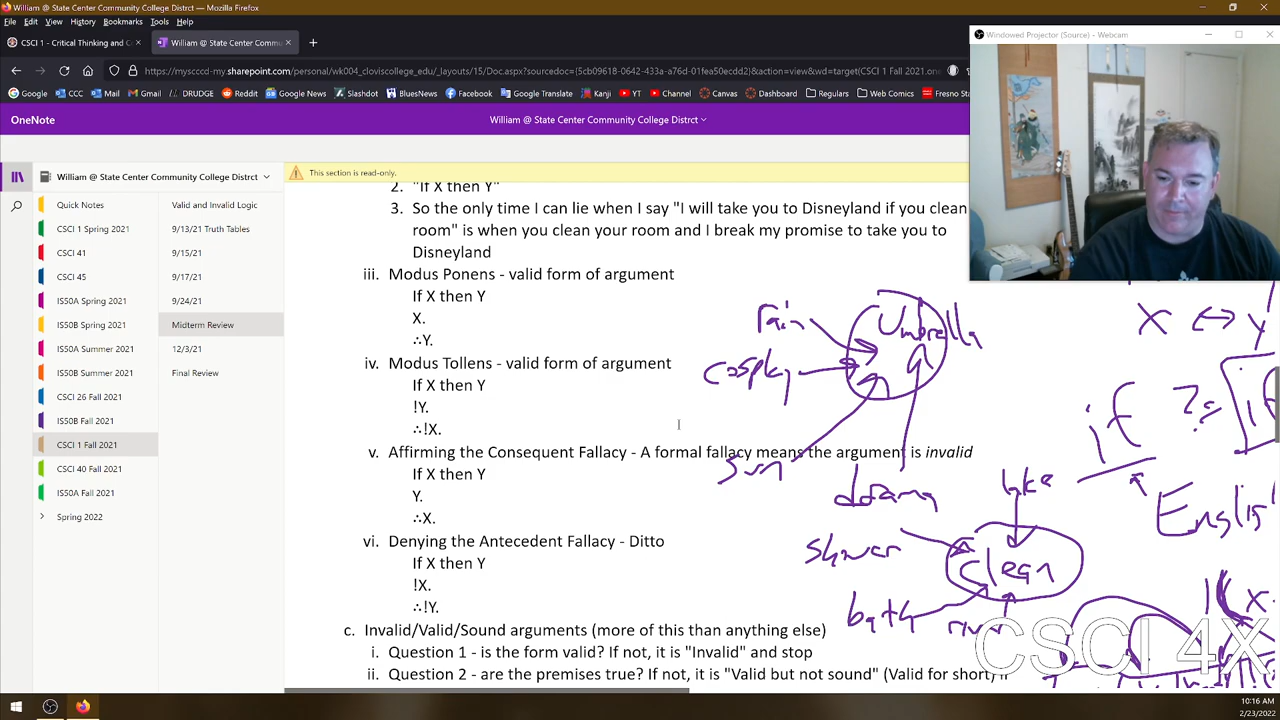 William @ State Center Community College District — Mozilla Firefox
File Edit View History Bookmarks Tools Help
CSCI 1 - Critical Thinking and C
William @ State Center Commu
Windowed Projector (Source) - Webcam
https://myscccd-my.sharepoint.com/personal/wk004_cloviscollege_edu/_layouts/15/Doc.aspx?sourcedoc={5cb09618-0642-433a-a76d-01fea50ecdd2}&action=view&wd=target(CSCI 1 Fall 2021.one
Google CCC Mail Gmail DRUDGE Reddit Google News Slashdot BluesNews Facebook Google Translate Kanji YT Channel Canvas Dashboard Regulars Web Comics Fresno Sta
OneNote
William @ State Center Community College Distrct
This section is read-only.
William @ State Center Community College Distrct
Quick Notes
CSCI 1 Spring 2021
CSCI 41
CSCI 45
IS50A Spring 2021
IS50B Spring 2021
IS50A Summer 2021
IS50B Summer 2021
CSCI 26 Fall 2021
IS50B Fall 2021
CSCI 1 Fall 2021
CSCI 40 Fall 2021
IS50A Fall 2021
Spring 2022
Valid and Invalid Logic
9/13/21 Truth Tables
9/15/21
9/17/21
9/24/21
Midterm Review
12/3/21
Final Review
2. "If X then Y"
3. So the only time I can lie when I say "I will take you to Disneyland if you clean
room" is when you clean your room and I break my promise to take you to
Disneyland
iii. Modus Ponens - valid form of argument
If X then Y
X.
∴Y.
iv. Modus Tollens - valid form of argument
If X then Y
!Y.
∴!X.
v. Affirming the Consequent Fallacy - A formal fallacy means the argument is invalid
If X then Y
Y.
∴X.
vi. Denying the Antecedent Fallacy - Ditto
If X then Y
!X.
∴!Y.
c. Invalid/Valid/Sound arguments (more of this than anything else)
i. Question 1 - is the form valid? If not, it is "Invalid" and stop
ii. Question 2 - are the premises true? If not, it is "Valid but not sound" (Valid for short) if
rain
Umbrella
cosplay
sun
X ↔ Y
if ?=
English
lake
shower
clean
bath
river
CSCI 4X
10:16 AM
2/23/2022